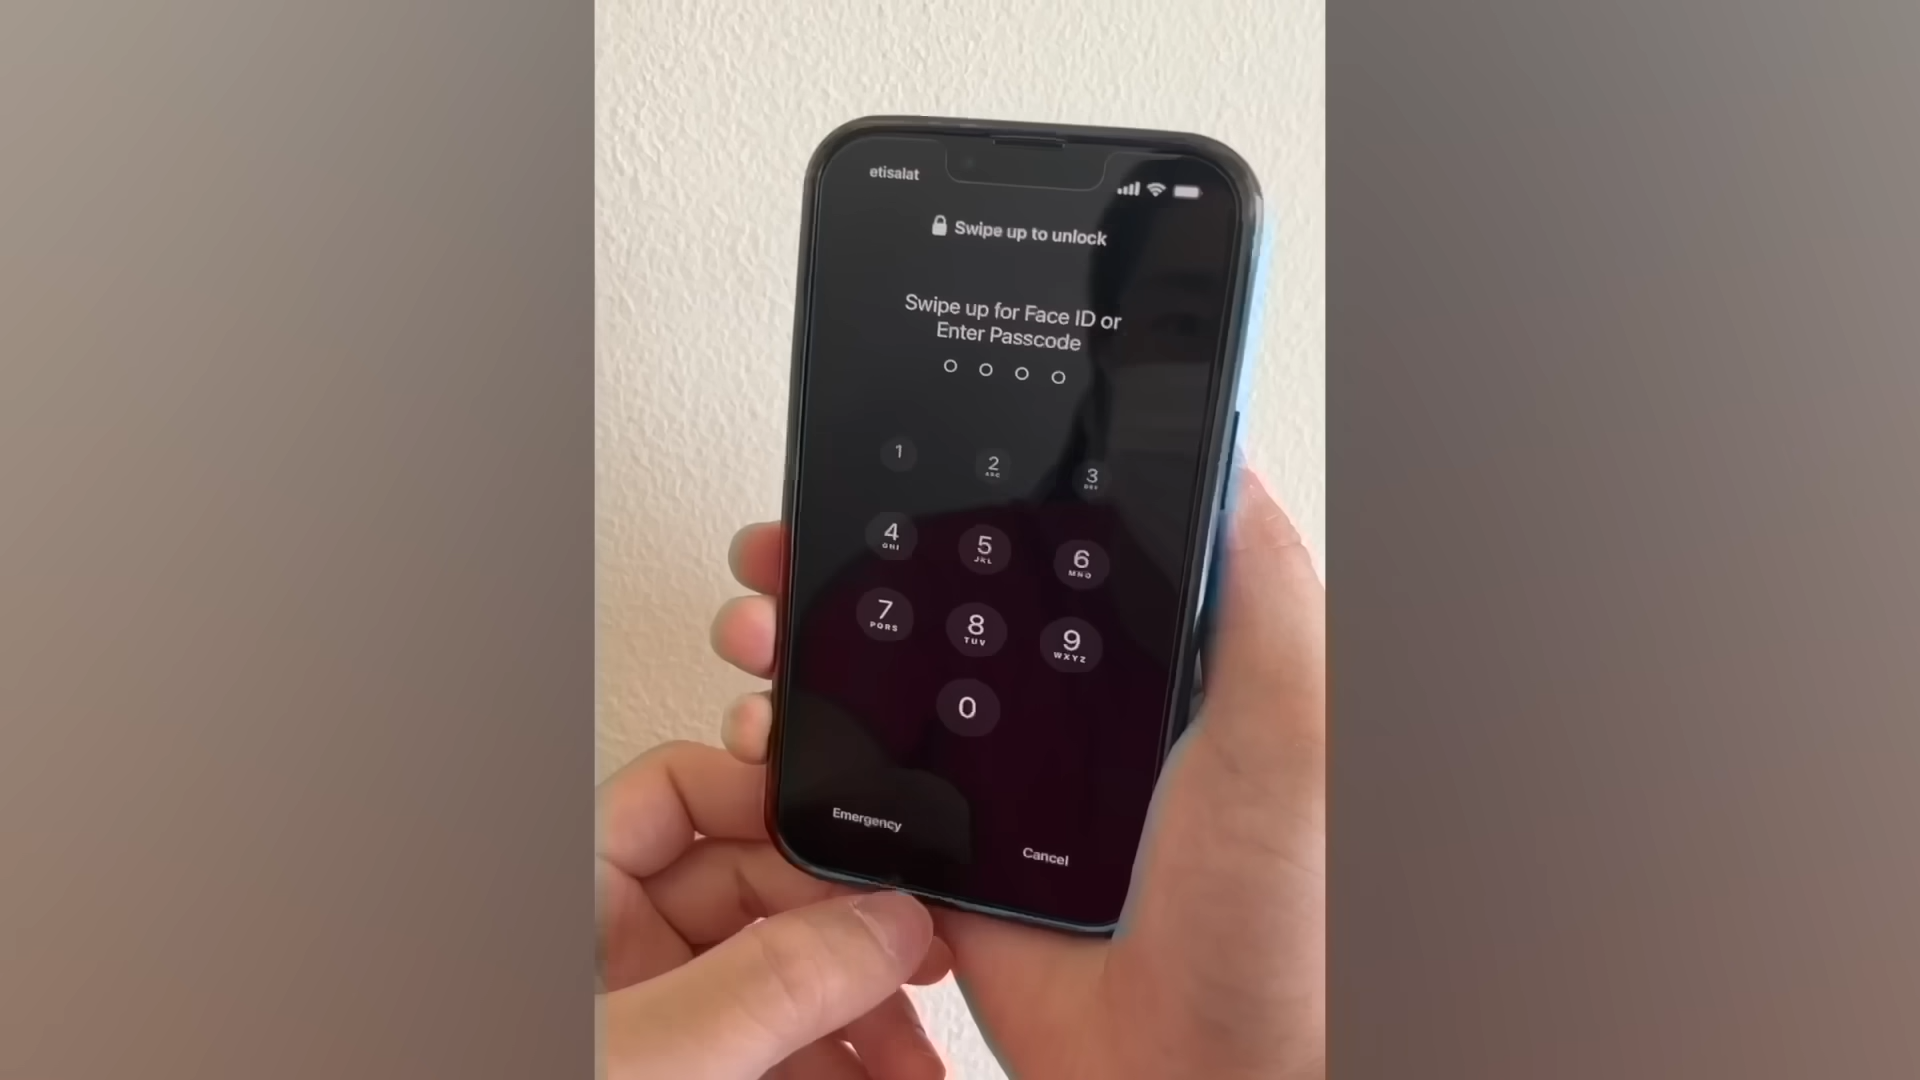 etisalat
Swipe up to unlock
Swipe up for Face ID or
Enter Passcode
1
2
ABC
3
DEF
4
GHI
5
JKL
6
MNO
7
PQRS
8
TUV
9
WXYZ
0
Emergency
Cancel